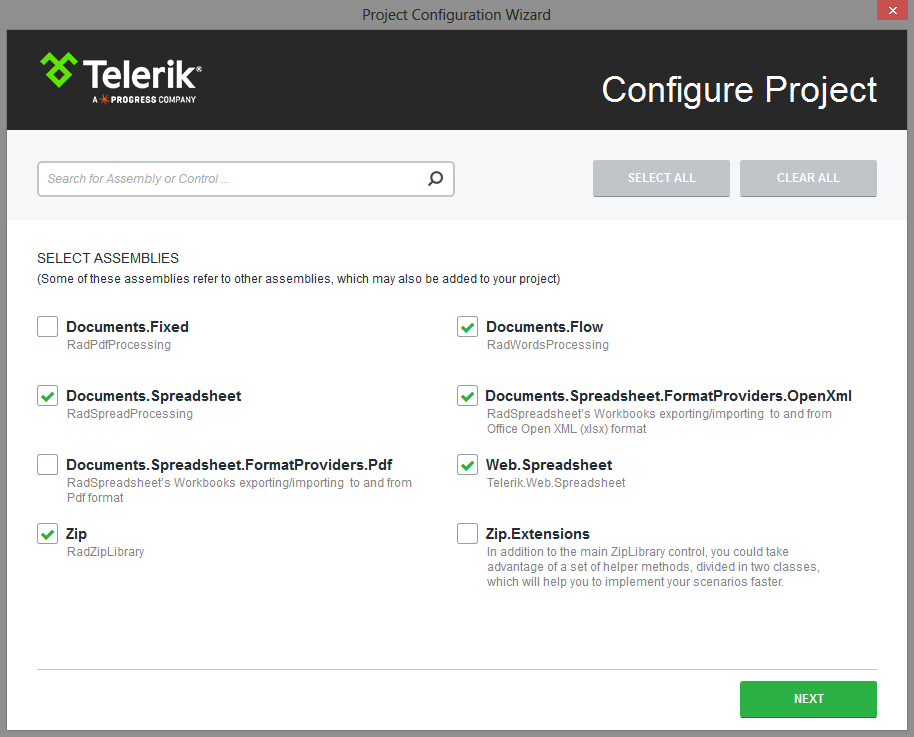 Project Configuration Wizard
Telerik®
A PROGRESS COMPANY
Configure Project
Search for Assembly or Control ...
SELECT ALL
CLEAR ALL
SELECT ASSEMBLIES
(Some of these assemblies refer to other assemblies, which may also be added to your project)
Documents.Fixed
RadPdfProcessing
Documents.Flow
RadWordsProcessing
Documents.Spreadsheet
RadSpreadProcessing
Documents.Spreadsheet.FormatProviders.OpenXml
RadSpreadsheet's Workbooks exporting/importing to and from
Office Open XML (xlsx) format
Documents.Spreadsheet.FormatProviders.Pdf
RadSpreadsheet's Workbooks exporting/importing to and from
Pdf format
Web.Spreadsheet
Telerik.Web.Spreadsheet
Zip
RadZipLibrary
Zip.Extensions
In addition to the main ZipLibrary control, you could take
advantage of a set of helper methods, divided in two classes,
which will help you to implement your scenarios faster.
NEXT